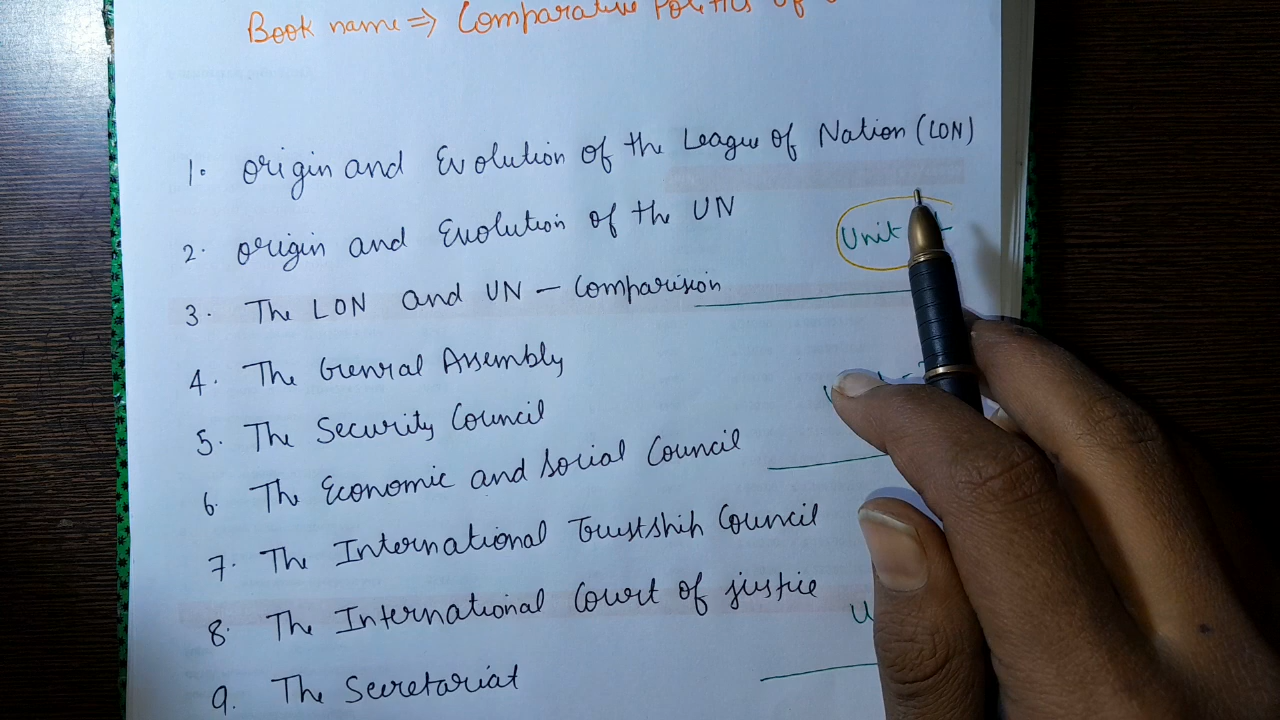 Book name ⇒ Comparative Politics of
1. Origin and Evolution of the League of Nation (LON)
2. Origin and Evolution of the UN
Unit
3. The LON and UN – Comparision
4. The Genral Assembly
5. The Security Council
6. The Economic and Social Council
7. The International Trustship Council
8. The International Court of justice
9. The Secretariat